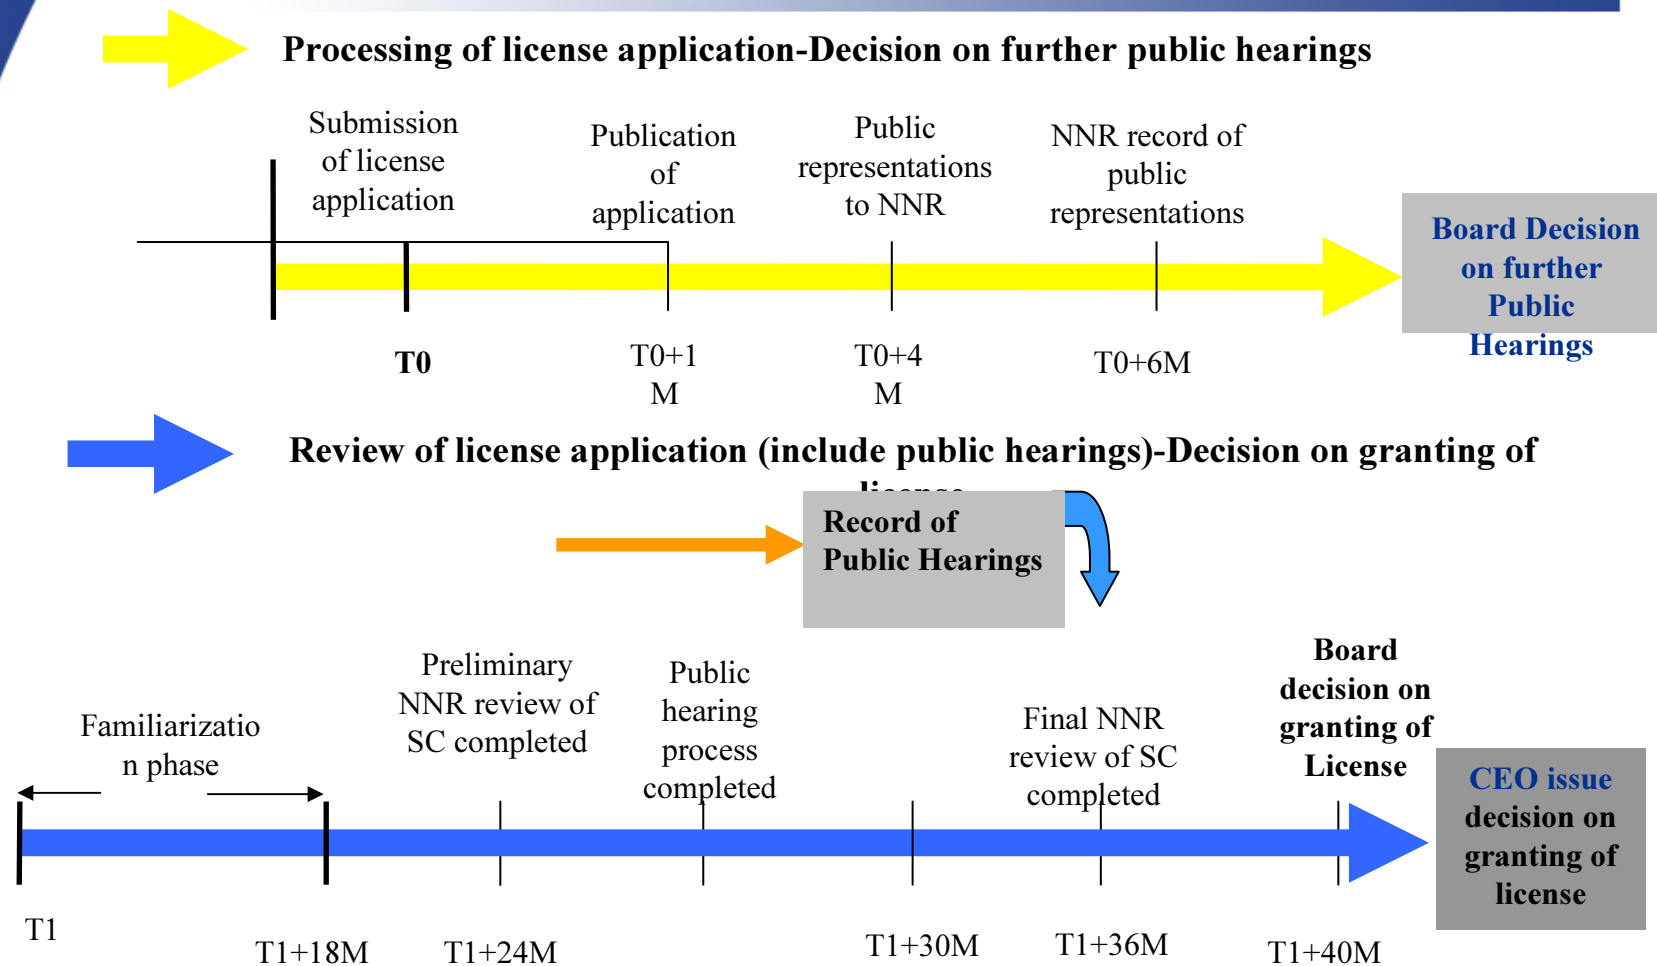 Processing of license application-Decision on further public hearings
Submission
of license
application
Publication
of
application
Public
representations
to NNR
NNR record of
public
representations
Board Decision
on further
Public
Hearings
T0
T0+1
M
T0+4
M
T0+6M
Review of license application (include public hearings)-Decision on granting of
license
Record of
Public Hearings
Familiarizatio
n phase
Preliminary
NNR review of
SC completed
Public
hearing
process
completed
Final NNR
review of SC
completed
Board
decision on
granting of
License
CEO issue
decision on
granting of
license
T1
T1+18M
T1+24M
T1+30M
T1+36M
T1+40M